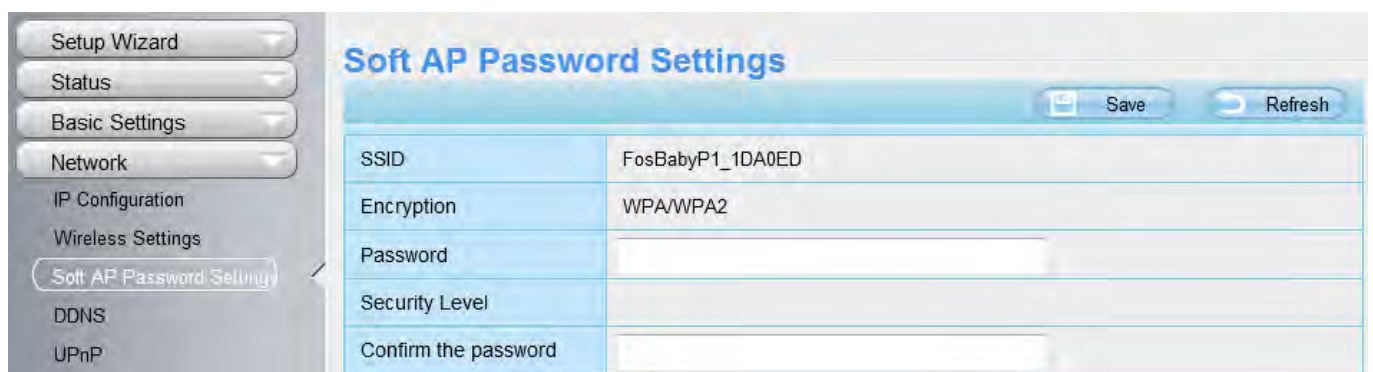 Setup Wizard
Status
Basic Settings
Network
IP Configuration
Wireless Settings
Soft AP Password Settings
DDNS
UPnP
Soft AP Password Settings
Save
Refresh
SSID FosBabyP1_1DA0ED
Encryption WPA/WPA2
Password
Security Level
Confirm the password